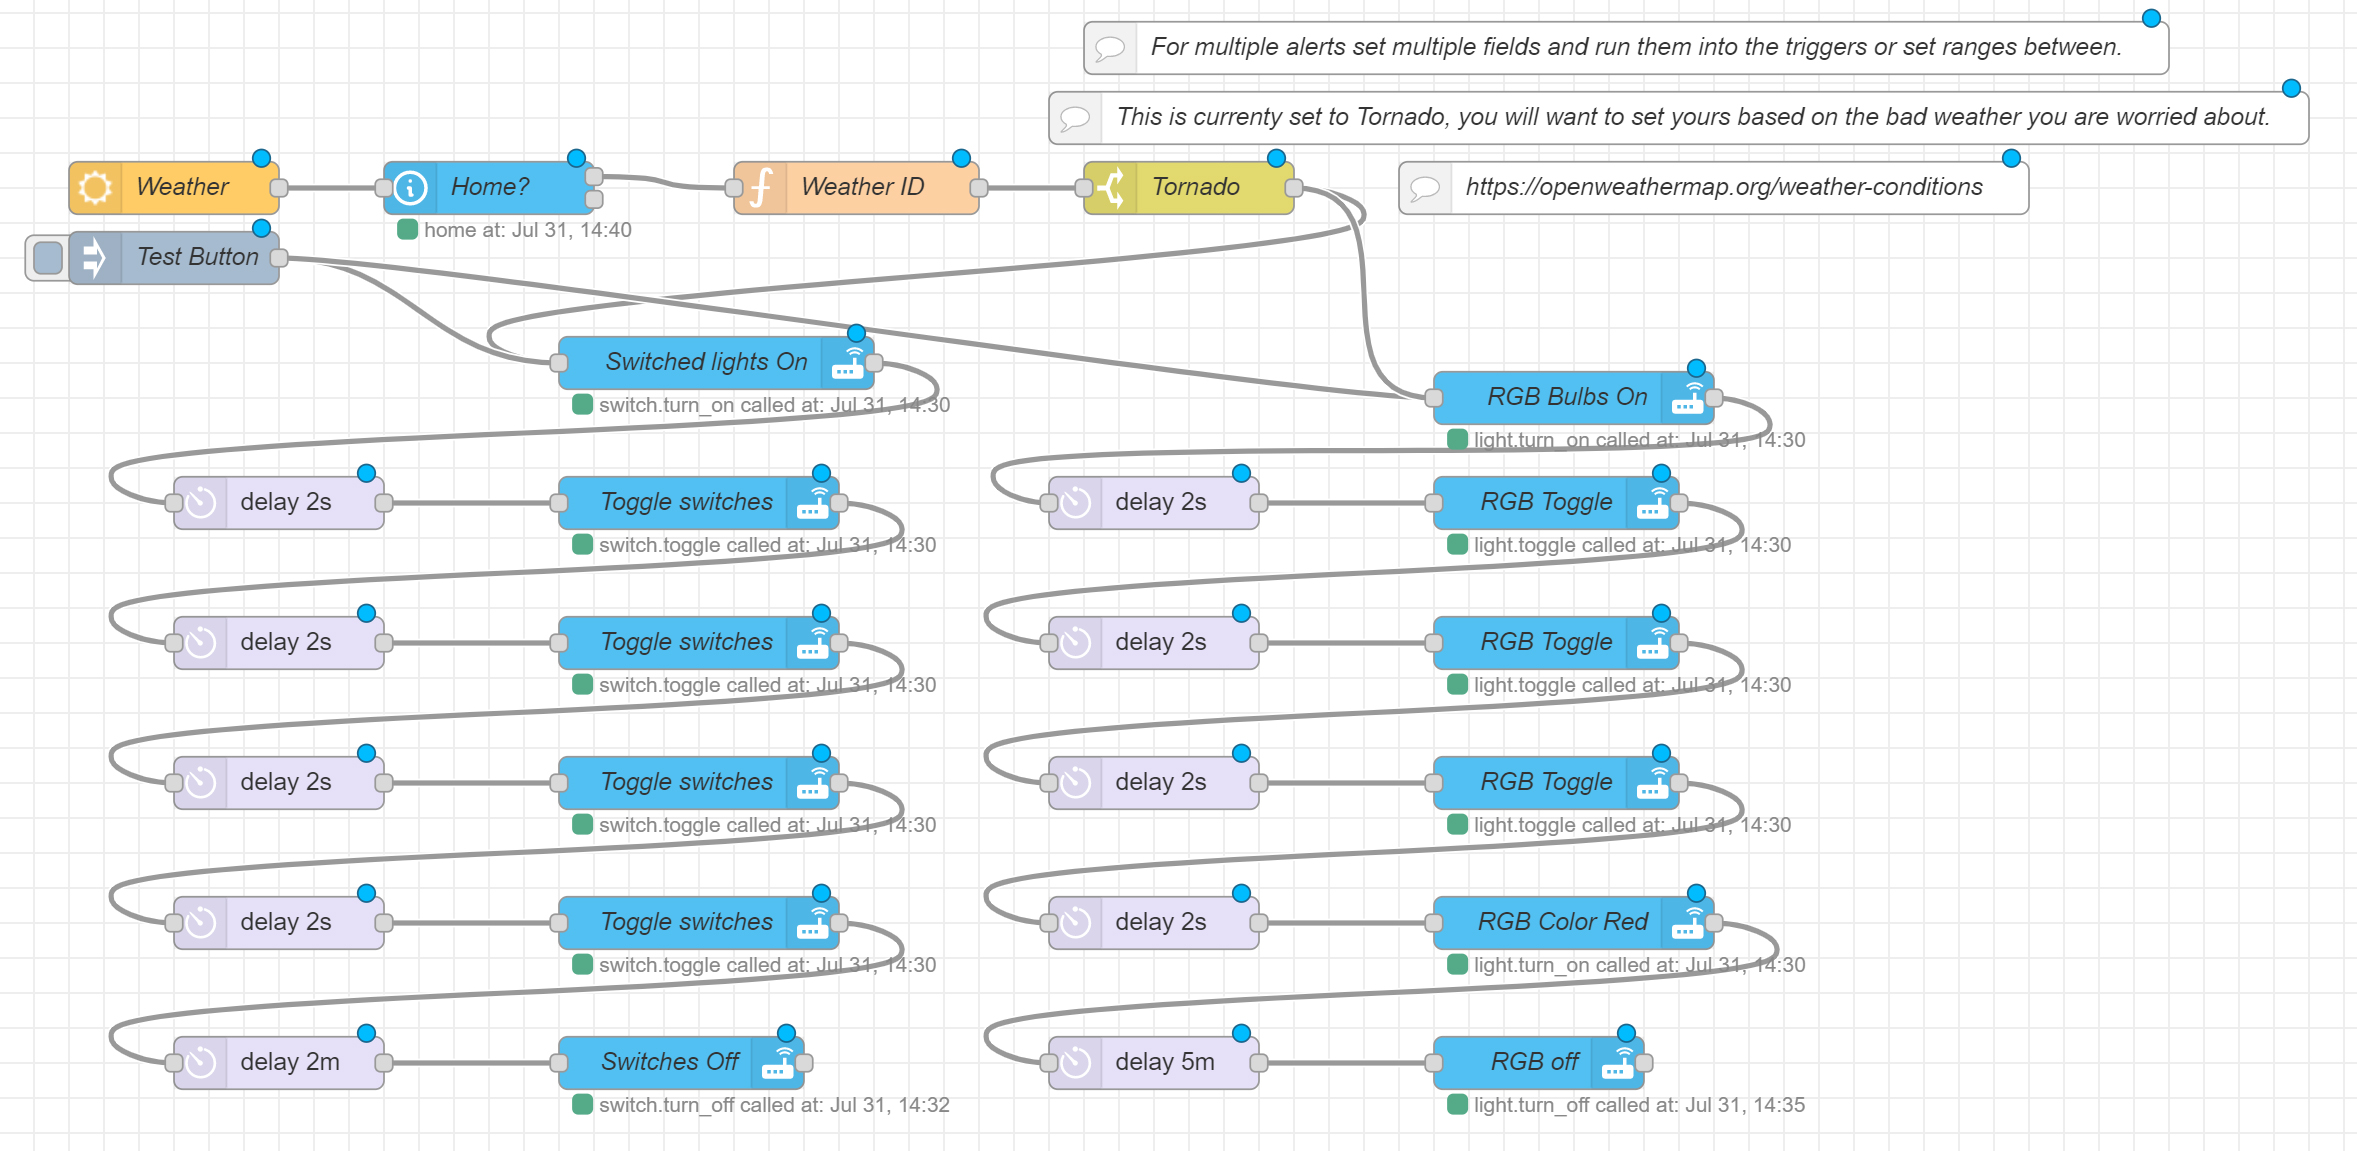 For multiple alerts set multiple fields and run them into the triggers or set ranges between.
This is currenty set to Tornado, you will want to set yours based on the bad weather you are worried about.
Weather
Home?
Weather ID
Tornado
https://openweathermap.org/weather-conditions
home at: Jul 31, 14:40
Test Button
Switched lights On
switch.turn_on called at: Jul 31, 14:30
RGB Bulbs On
light.turn_on called at: Jul 31, 14:30
delay 2s
Toggle switches
delay 2s
RGB Toggle
switch.toggle called at: Jul 31, 14:30
light.toggle called at: Jul 31, 14:30
delay 2s
Toggle switches
delay 2s
RGB Toggle
switch.toggle called at: Jul 31, 14:30
light.toggle called at: Jul 31, 14:30
delay 2s
Toggle switches
delay 2s
RGB Toggle
switch.toggle called at: Jul 31, 14:30
light.toggle called at: Jul 31, 14:30
delay 2s
Toggle switches
delay 2s
RGB Color Red
switch.toggle called at: Jul 31, 14:30
light.turn_on called at: Jul 31, 14:30
delay 2m
Switches Off
delay 5m
RGB off
switch.turn_off called at: Jul 31, 14:32
light.turn_off called at: Jul 31, 14:35